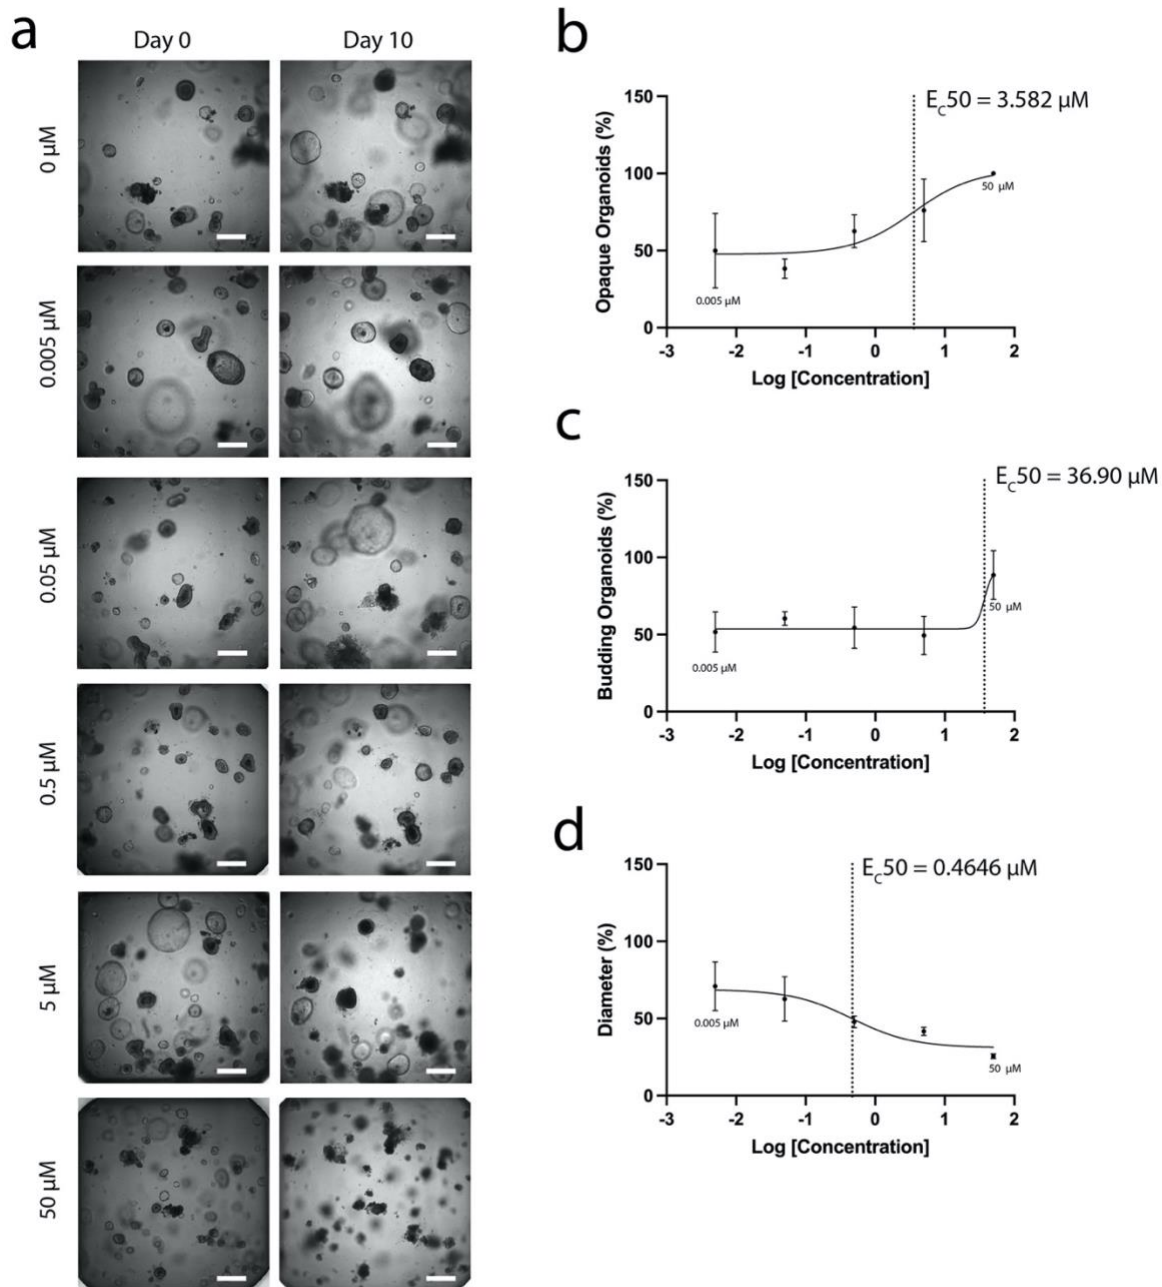 a
Day 0
Day 10
0 µM
0.005 µM
0.05 µM
0.5 µM
5 µM
50 µM
b
EC50 = 3.582 µM
Opaque Organoids (%)
150
100
50
0
0.005 µM
50 µM
-3
-2
-1
0
1
2
Log [Concentration]
c
EC50 = 36.90 µM
Budding Organoids (%)
150
100
50
0
0.005 µM
50 µM
-3
-2
-1
0
1
2
Log [Concentration]
d
EC50 = 0.4646 µM
Diameter (%)
150
100
50
0
0.005 µM
50 µM
-3
-2
-1
0
1
2
Log [Concentration]